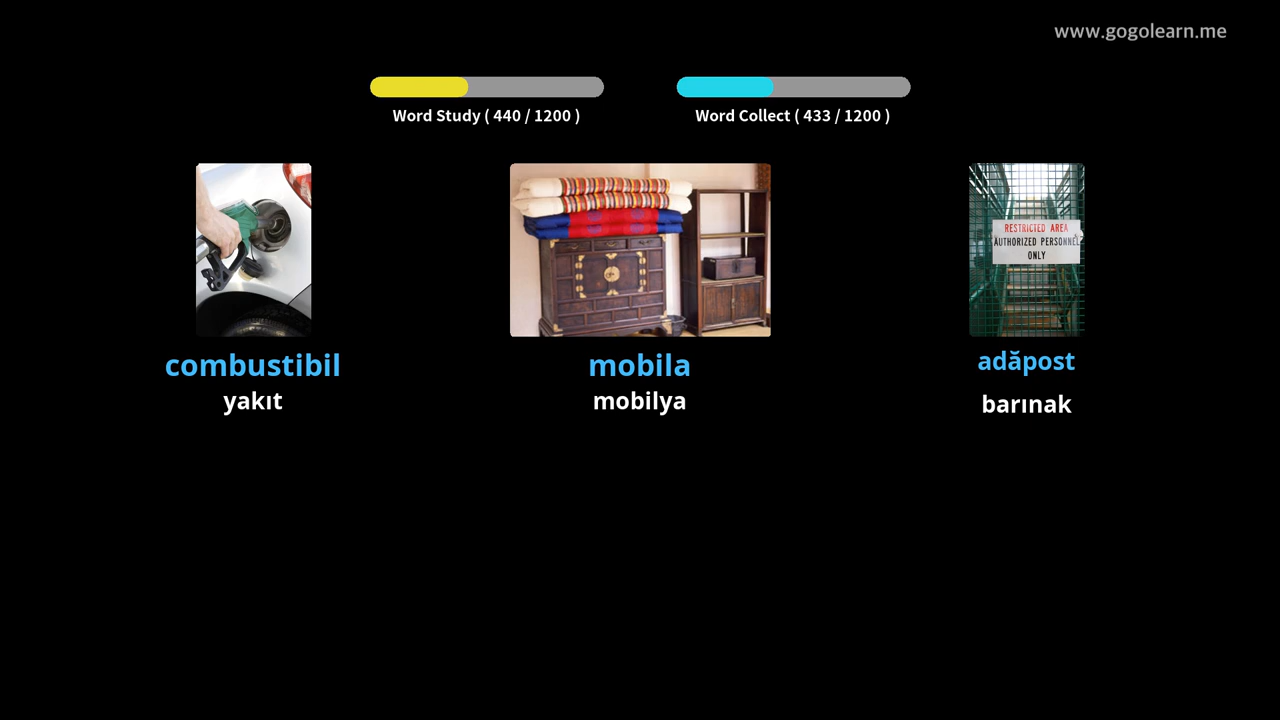 www.gogolearn.me
Word Study ( 440 / 1200 )
Word Collect ( 433 / 1200 )
RESTRICTED AREA
AUTHORIZED PERSONNEL
ONLY
combustibil
mobila
adăpost
yakıt
mobilya
barınak